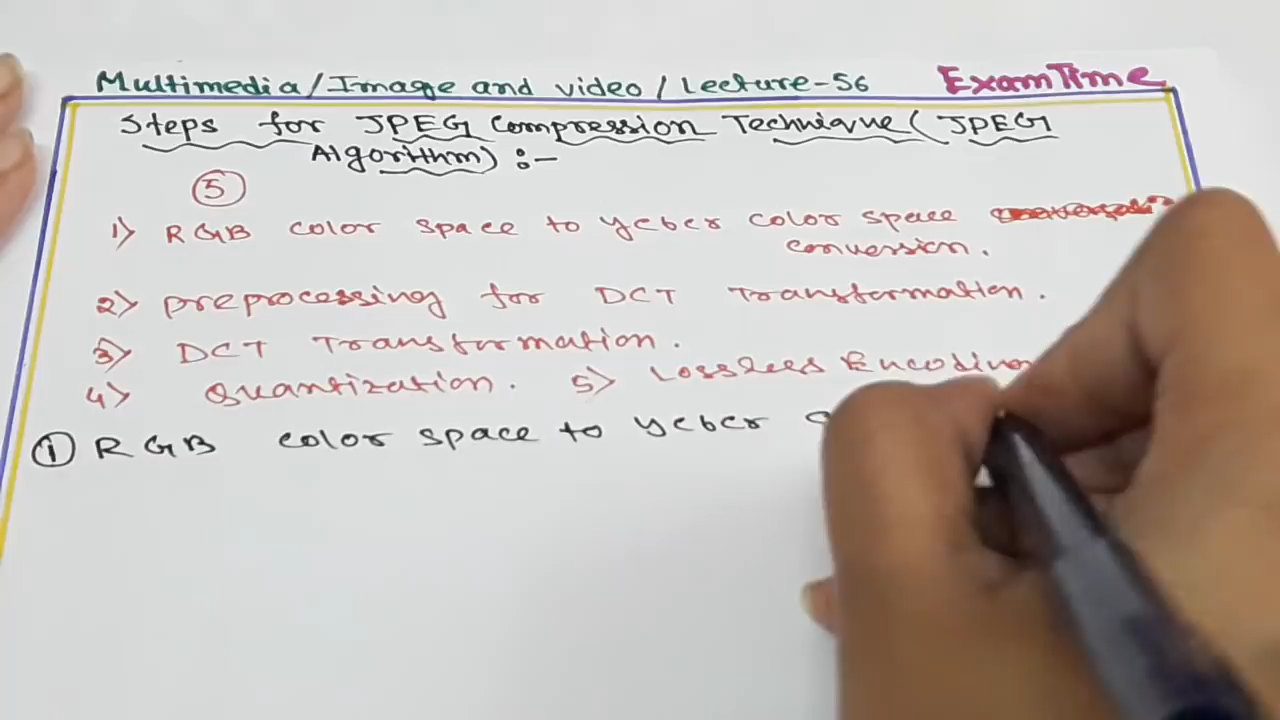 Multimedia/Image and video/Lecture-56 ExamTime
Steps for JPEG Compression Technique (JPEG
Algorithm) :-
5
1) RGB color space to ycbcr color space
conversion.
2) preprocessing for DCT Transformation.
3) DCT Transformation.
4) Quantization. 5) Lossless Encoding
① RGB color space to ycbcr